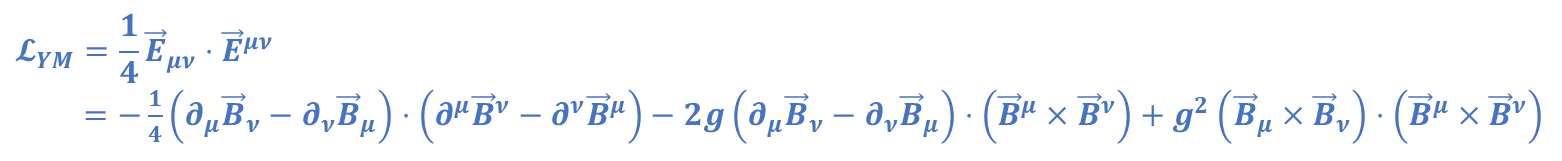 ℒ_YM = 1/4 E⃗_μν · E⃗^μν
= −1/4 (∂_μ B⃗_ν − ∂_ν B⃗_μ) · (∂^μ B⃗^ν − ∂^ν B⃗^μ) − 2g (∂_μ B⃗_ν − ∂_ν B⃗_μ) · (B⃗^μ × B⃗^ν) + g² (B⃗_μ × B⃗_ν) · (B⃗^μ × B⃗^ν)